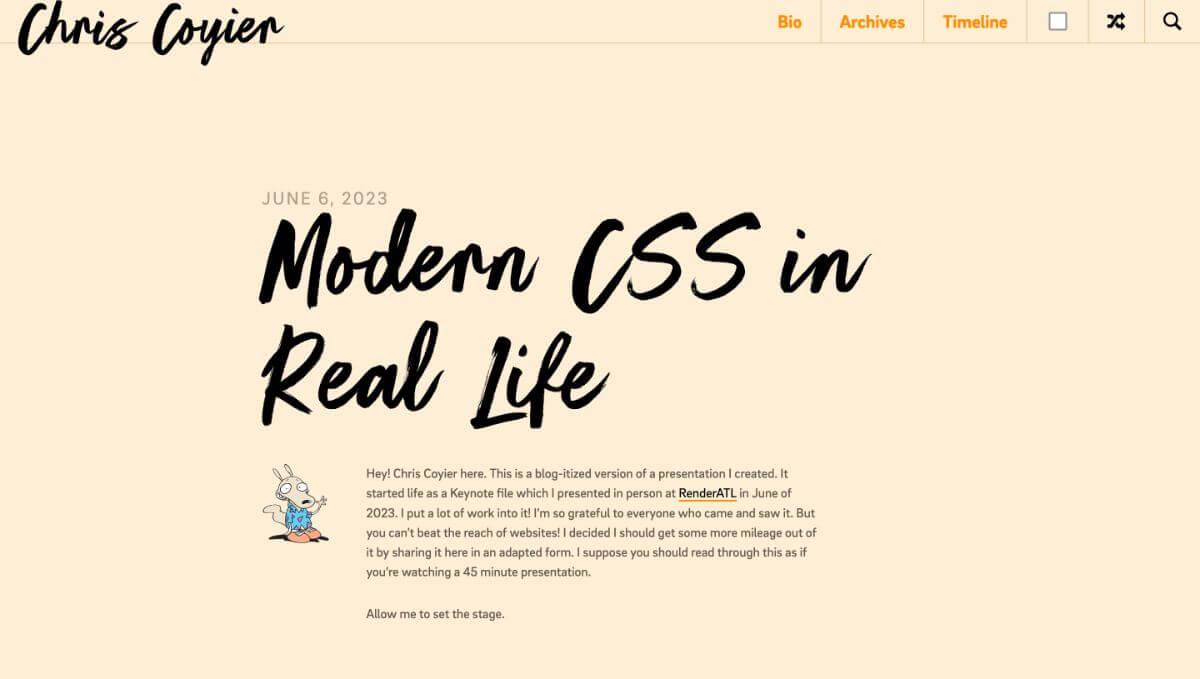 Chris Coyier
Bio
Archives
Timeline
JUNE 6, 2023
Modern CSS in
Real Life
Hey! Chris Coyier here. This is a blog-itized version of a presentation I created. It
started life as a Keynote file which I presented in person at RenderATL in June of
2023. I put a lot of work into it! I'm so grateful to everyone who came and saw it. But
you can't beat the reach of websites! I decided I should get some more mileage out of
it by sharing it here in an adapted form. I suppose you should read through this as if
you're watching a 45 minute presentation.
Allow me to set the stage.